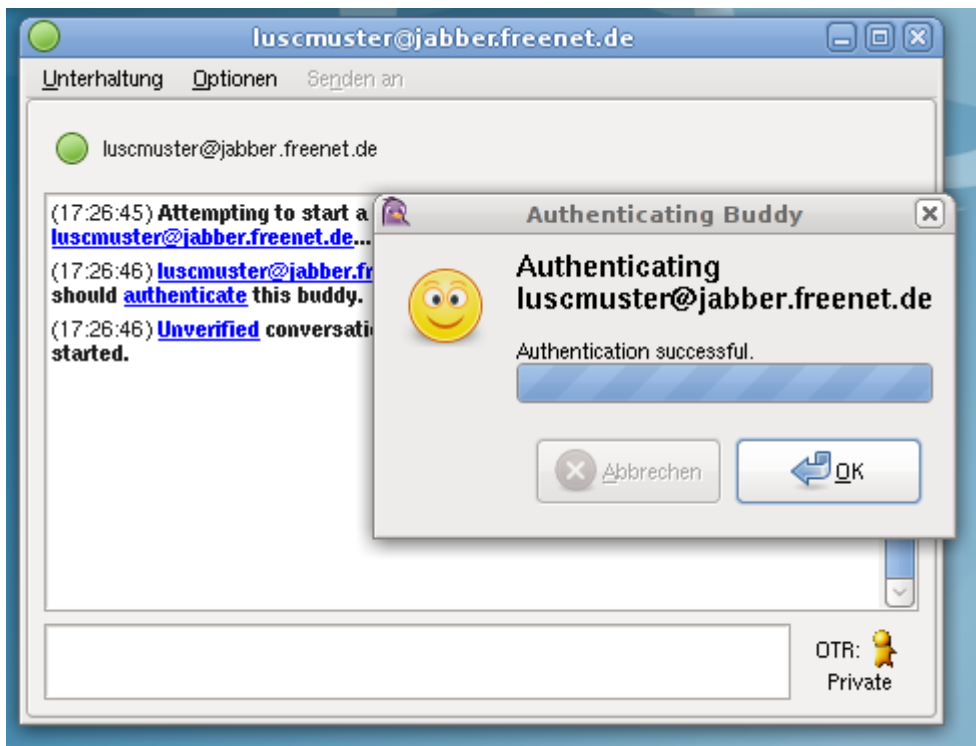 luscmuster@jabber.freenet.de
Unterhaltung Optionen Senden an
luscmuster@jabber.freenet.de
(17:26:45) Attempting to start a
luscmuster@jabber.freenet.de...
(17:26:46) luscmuster@jabber.fr
should authenticate this buddy.
(17:26:46) Unverified conversati
started.
Authenticating Buddy
Authenticating
luscmuster@jabber.freenet.de
Authentication successful.
Abbrechen OK
OTR:
Private